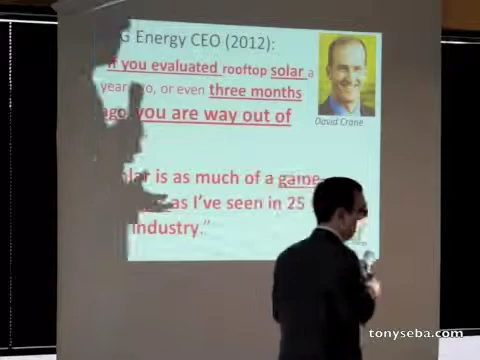 G Energy CEO (2012):
If you evaluated rooftop solar a
year ago, or even three months
ago, you are way out of
David Crane
lar is as much of a game
as I've seen in 25
industry."
tonyseba.com